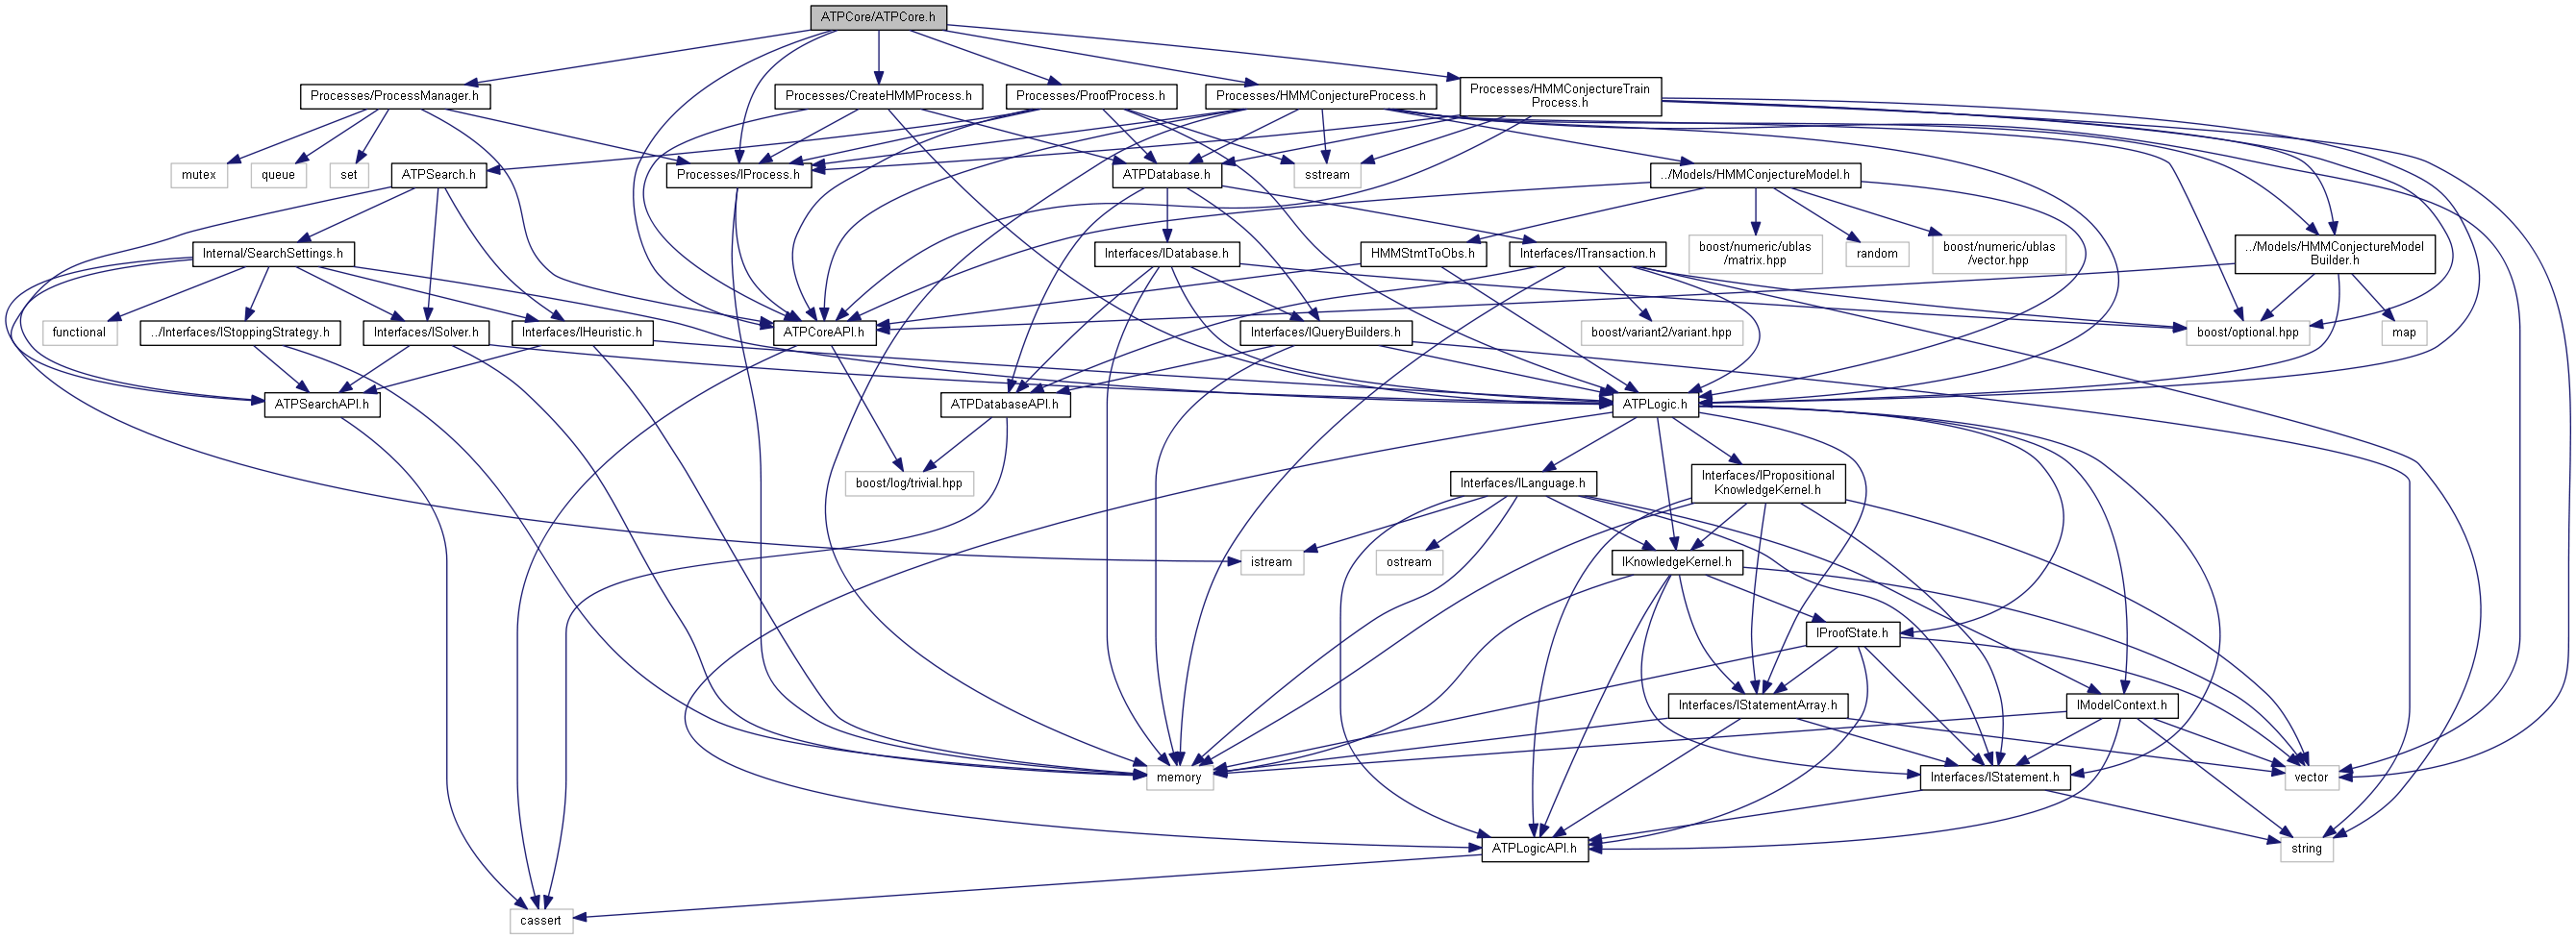 ATPCore/ATPCore.h
Processes/ProcessManager.h
Processes/CreateHMMProcess.h
Processes/ProofProcess.h
Processes/HMMConjectureProcess.h
Processes/HMMConjectureTrain
Process.h
mutex
queue
set
ATPSearch.h
Processes/IProcess.h
ATPDatabase.h
sstream
../Models/HMMConjectureModel.h
Internal/SearchSettings.h
Interfaces/IDatabase.h
HMMStmtToObs.h
Interfaces/ITransaction.h
boost/numeric/ublas
/matrix.hpp
random
boost/numeric/ublas
/vector.hpp
../Models/HMMConjectureModel
Builder.h
functional
../Interfaces/IStoppingStrategy.h
Interfaces/ISolver.h
Interfaces/IHeuristic.h
ATPCoreAPI.h
Interfaces/IQueryBuilders.h
boost/variant2/variant.hpp
boost/optional.hpp
map
ATPSearchAPI.h
ATPDatabaseAPI.h
ATPLogic.h
boost/log/trivial.hpp
Interfaces/ILanguage.h
Interfaces/IPropositional
KnowledgeKernel.h
istream
ostream
IKnowledgeKernel.h
IProofState.h
Interfaces/IStatementArray.h
IModelContext.h
memory
Interfaces/IStatement.h
vector
ATPLogicAPI.h
string
cassert